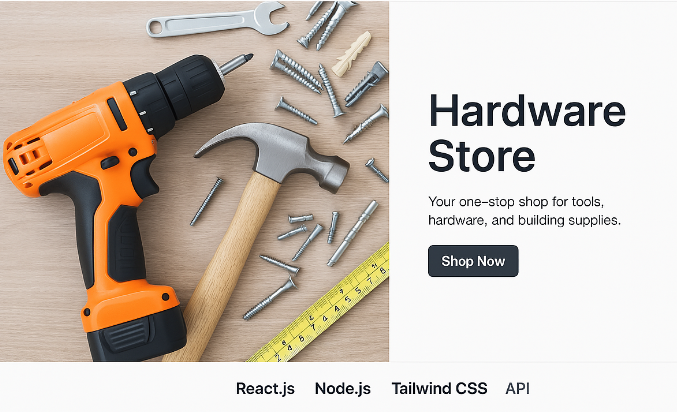 Hardware
Store
Your one-stop shop for tools,
hardware, and building supplies.
Shop Now
React.js Node.js Tailwind CSS API